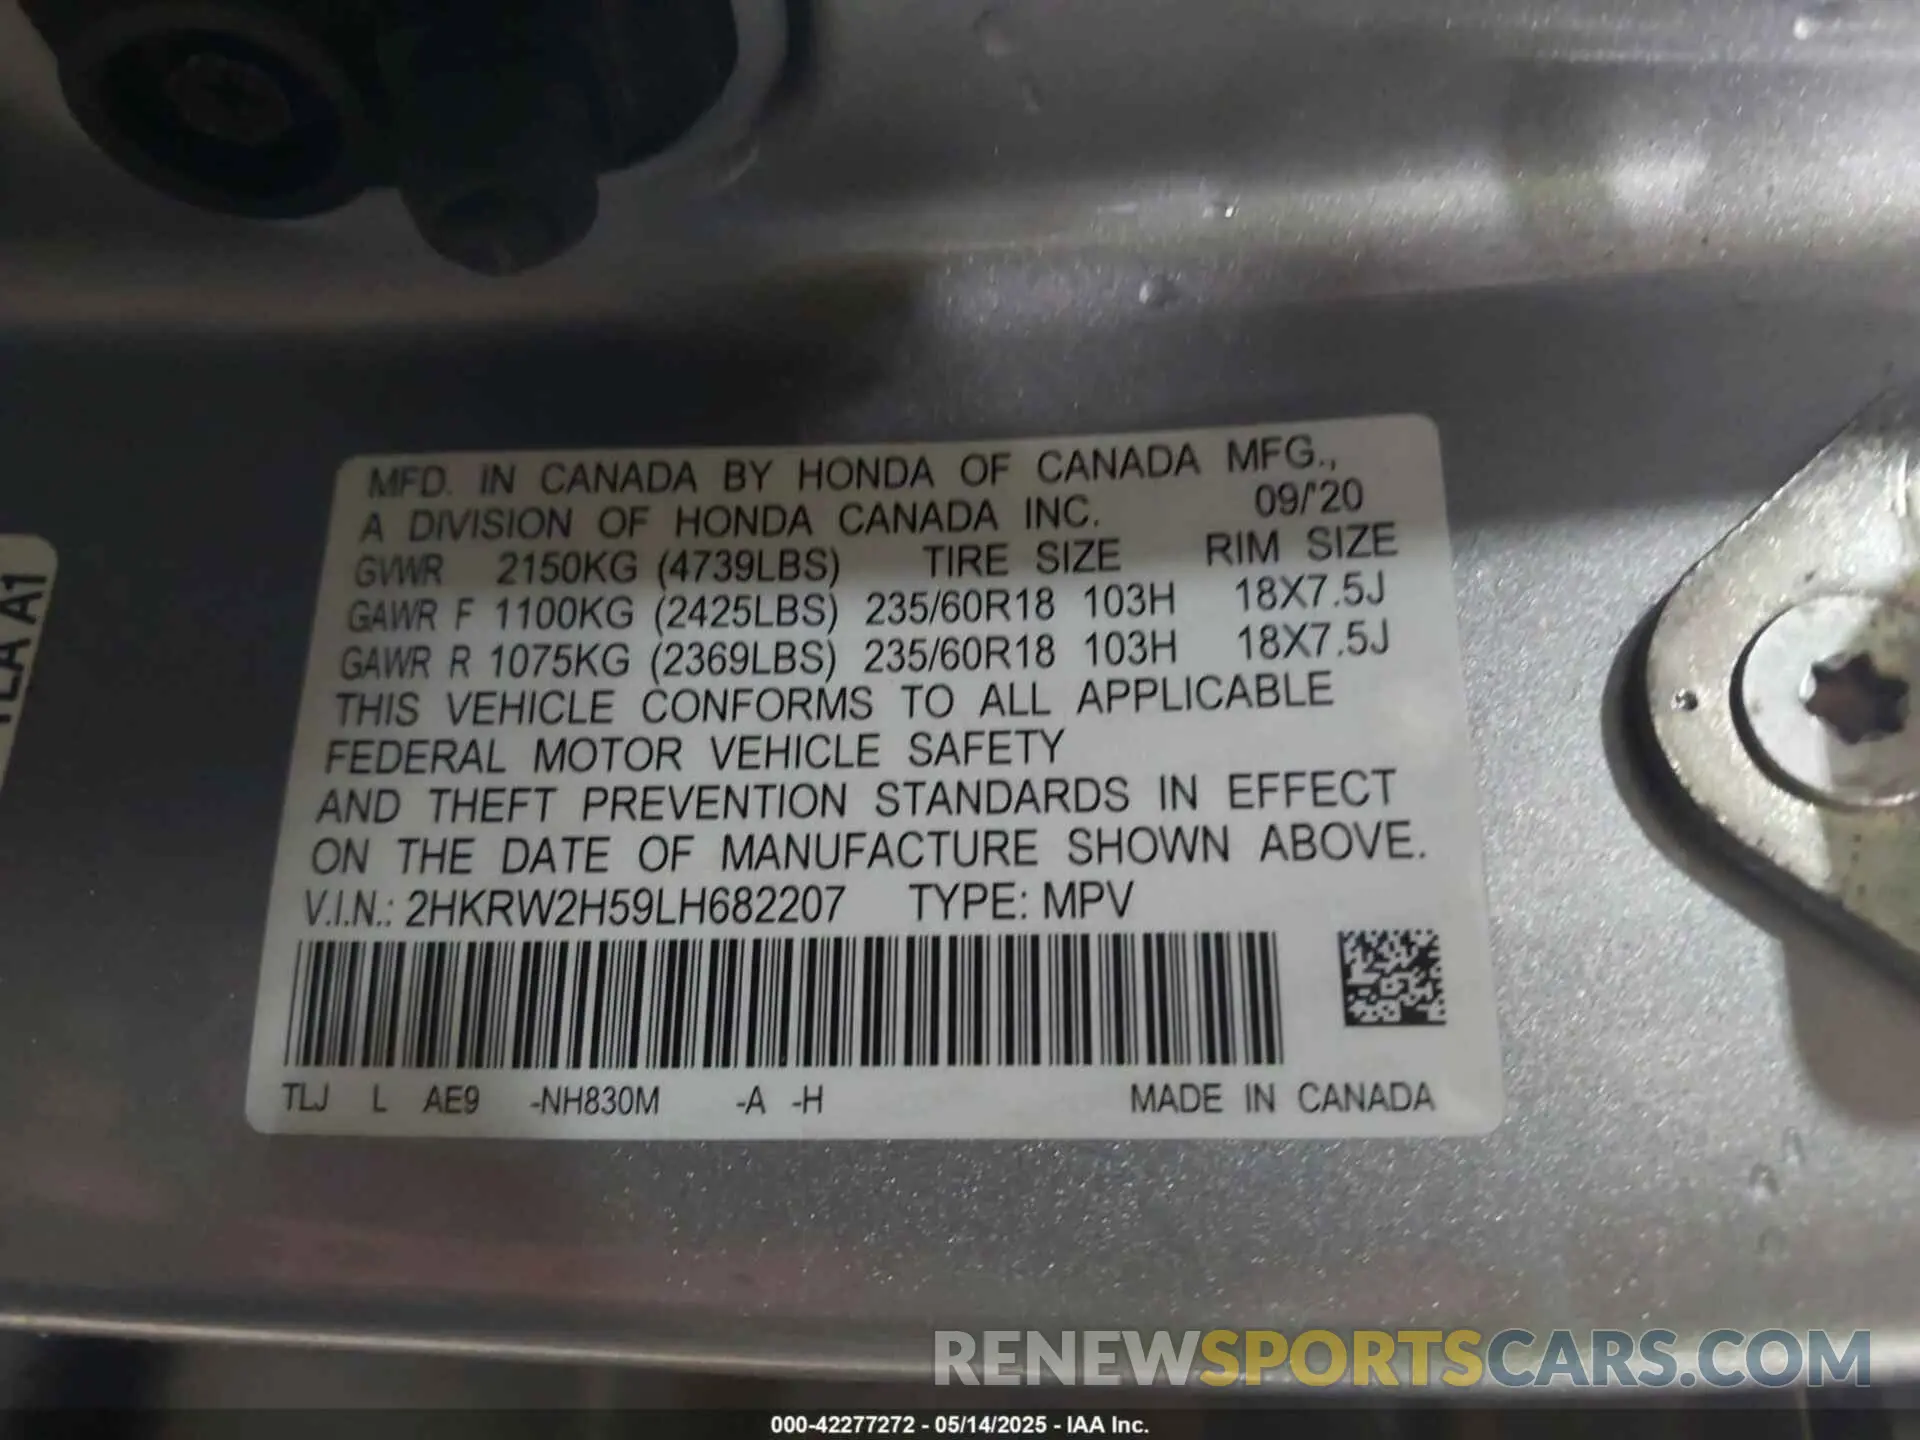 MFD. IN CANADA BY HONDA OF CANADA MFG.,
A DIVISION OF HONDA CANADA INC. 09/'20
GVWR 2150KG (4739LBS) TIRE SIZE RIM SIZE
GAWR F 1100KG (2425LBS) 235/60R18 103H 18X7.5J
GAWR R 1075KG (2369LBS) 235/60R18 103H 18X7.5J
THIS VEHICLE CONFORMS TO ALL APPLICABLE
FEDERAL MOTOR VEHICLE SAFETY
AND THEFT PREVENTION STANDARDS IN EFFECT
ON THE DATE OF MANUFACTURE SHOWN ABOVE.
V.I.N.: 2HKRW2H59LH682207 TYPE: MPV
TLJ L AE9 -NH830M -A -H MADE IN CANADA
TLA A1
RENEWSPORTSCARS.COM
000-42277272 - 05/14/2025 - IAA Inc.